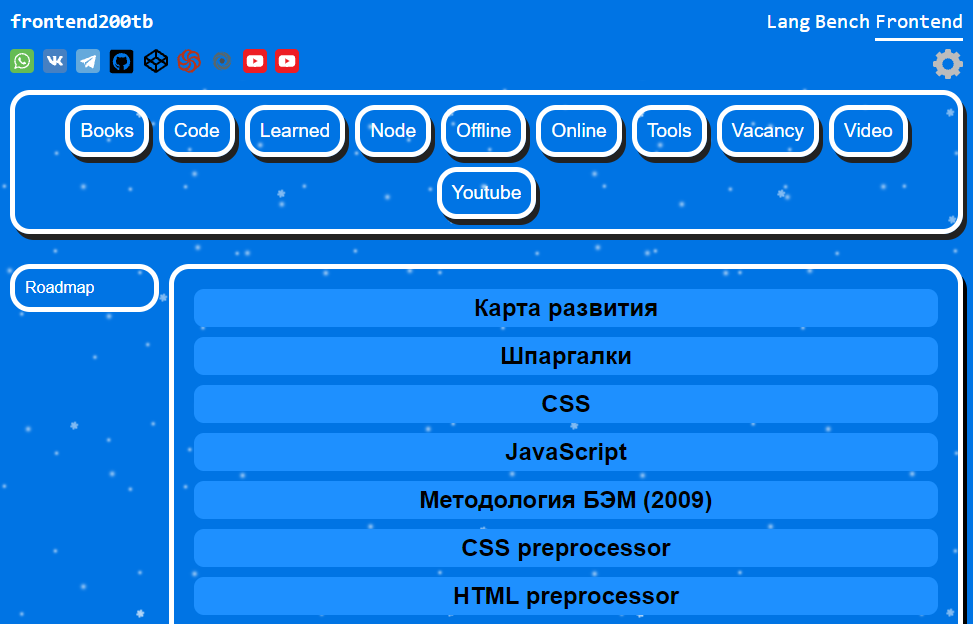 frontend200tb
Lang Bench Frontend
Books Code Learned Node Offline Online Tools Vacancy Video
Youtube
Roadmap
Карта развития
Шпаргалки
CSS
JavaScript
Методология БЭМ (2009)
CSS preprocessor
HTML preprocessor